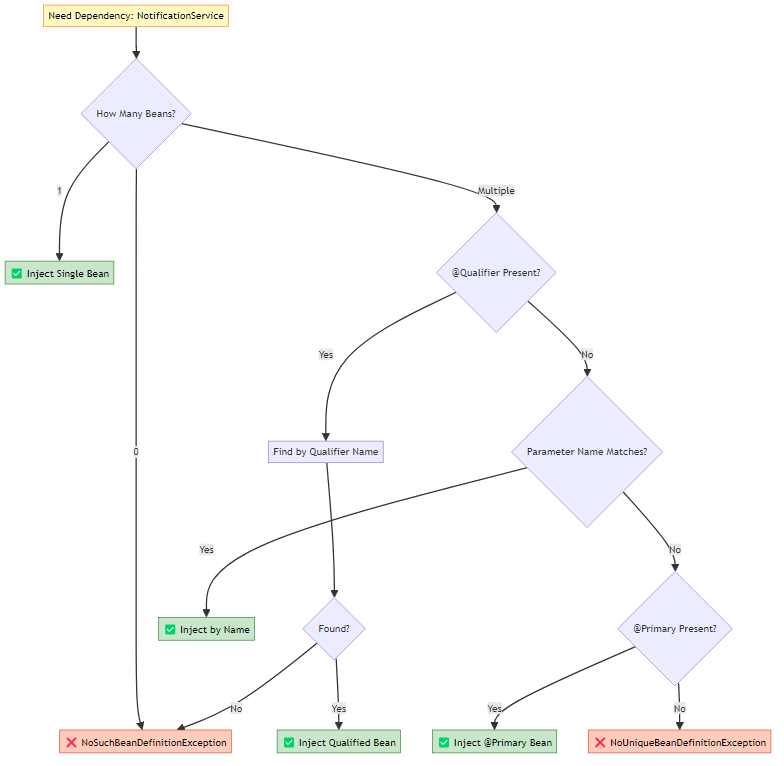 Need Dependency: NotificationService
How Many Beans?
1
Multiple
✅ Inject Single Bean
@Qualifier Present?
Yes
No
0
Find by Qualifier Name
Parameter Name Matches?
Yes
No
✅ Inject by Name
Found?
@Primary Present?
No
Yes
Yes
No
❌ NoSuchBeanDefinitionException
✅ Inject Qualified Bean
✅ Inject @Primary Bean
❌ NoUniqueBeanDefinitionException